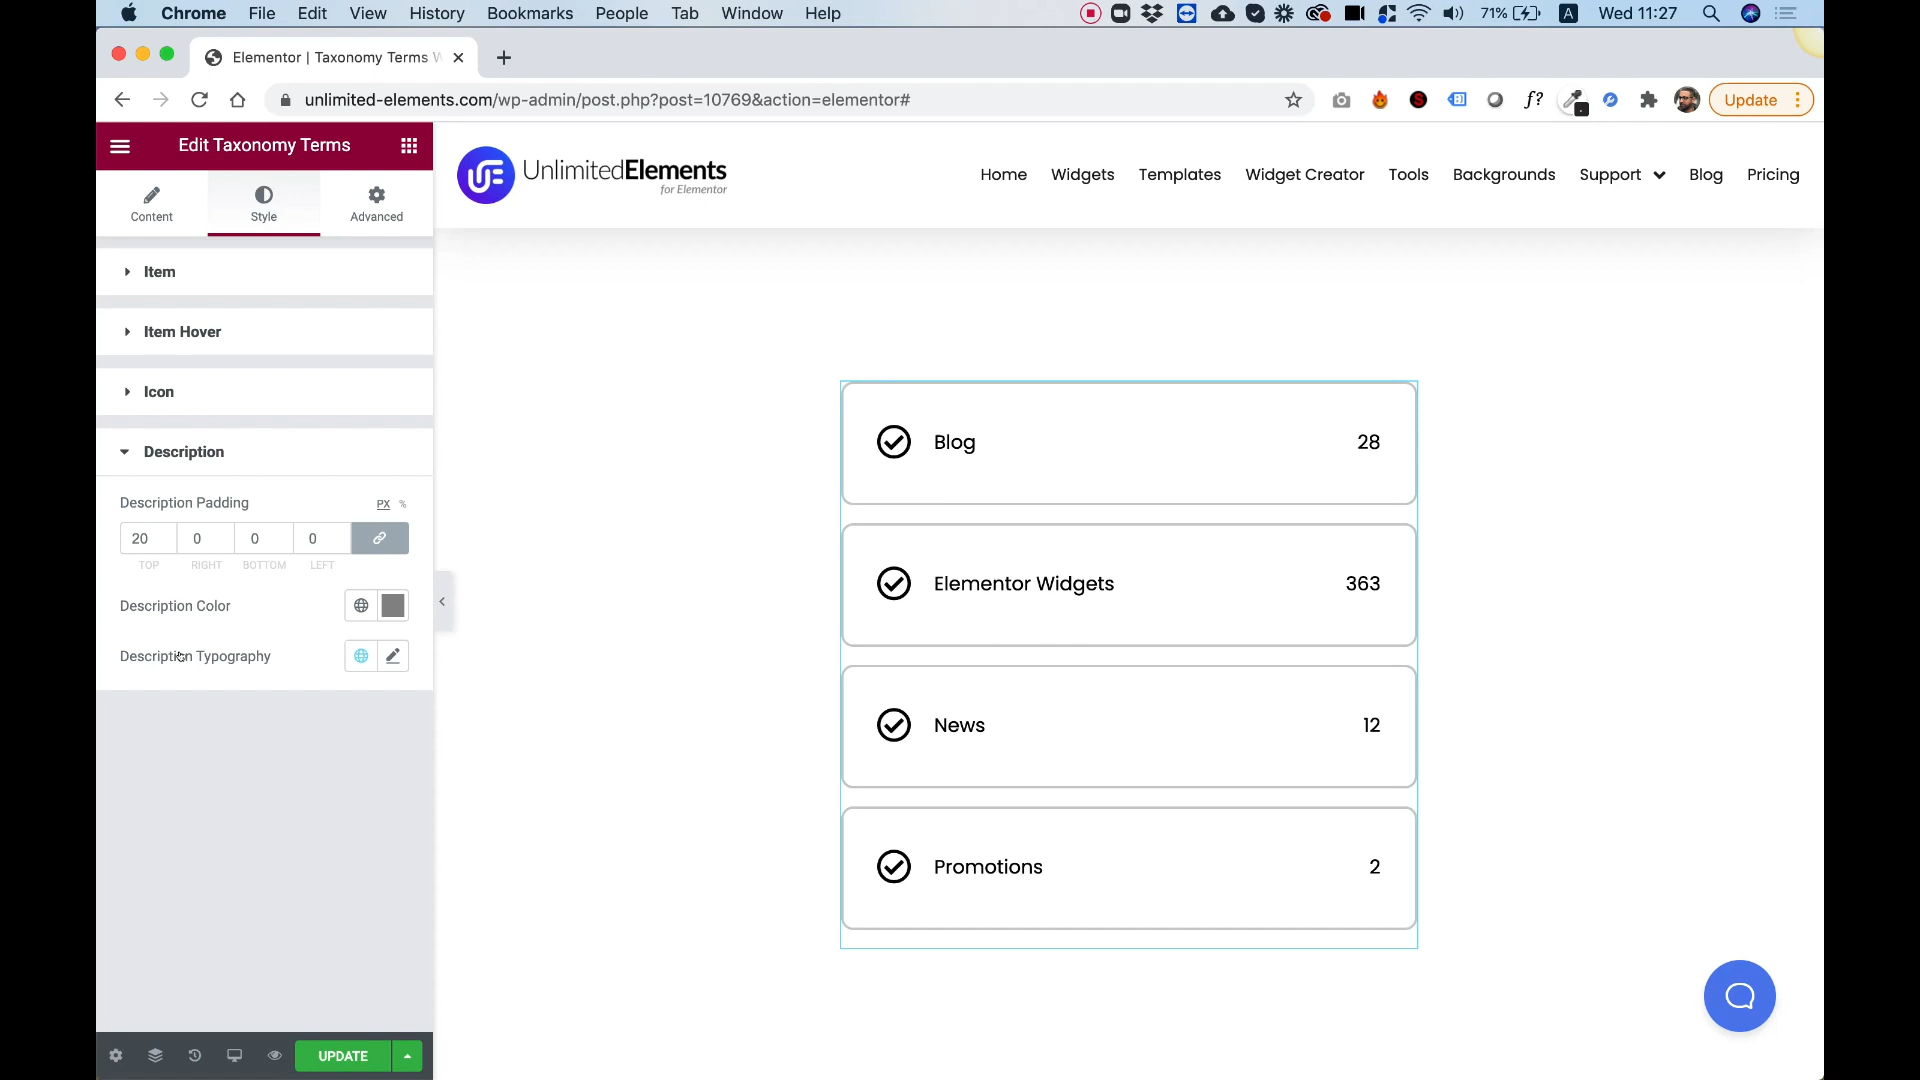 Chrome File Edit View History Bookmarks People Tab Window Help 71% A Wed 11:27
Elementor | Taxonomy Terms W
unlimited-elements.com/wp-admin/post.php?post=10769&action=elementor#
f?
Update
Edit Taxonomy Terms
Content Style Advanced
Item
Item Hover
Icon
Description
Description Padding PX %
20 0 0 0
TOP RIGHT BOTTOM LEFT
Description Color
Description Typography
UPDATE
UnlimitedElements
for Elementor
Home Widgets Templates Widget Creator Tools Backgrounds Support Blog Pricing
Blog 28
Elementor Widgets 363
News 12
Promotions 2